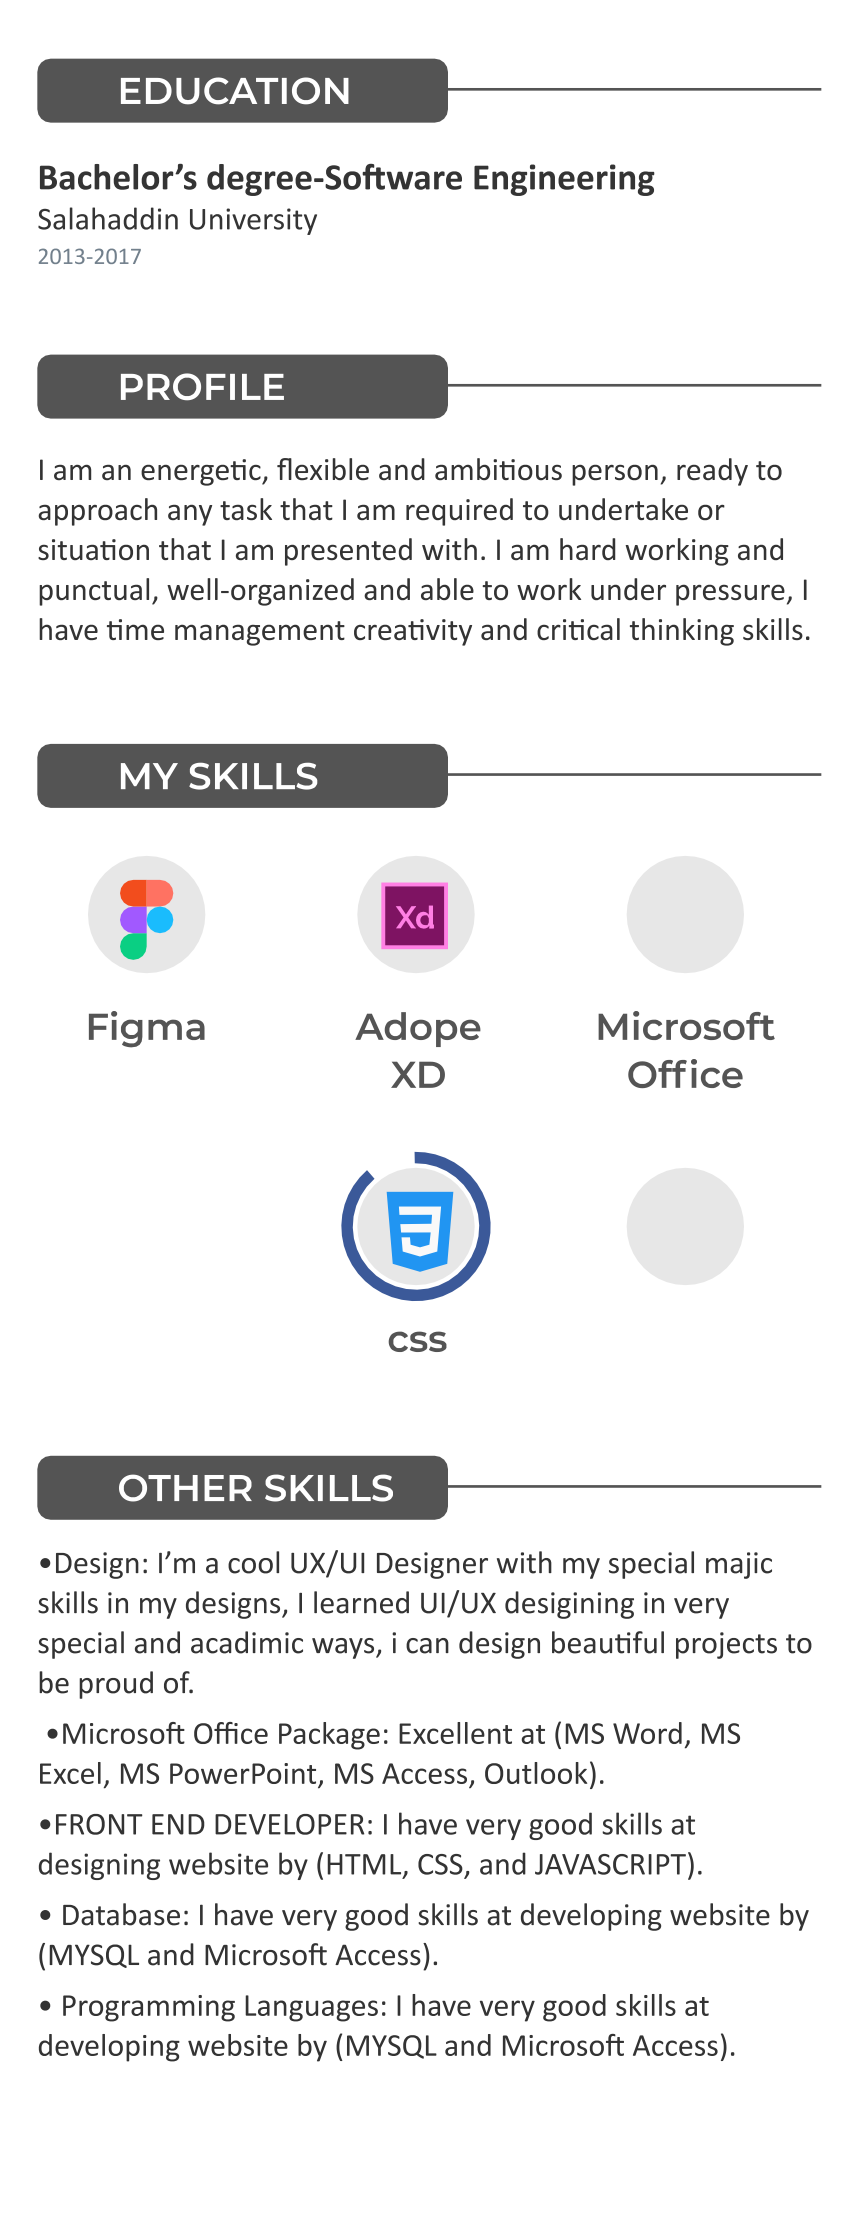 EDUCATION
Bachelor’s degree-Software Engineering
Salahaddin University
2013-2017
PROFILE
I am an energetic, flexible and ambitious person, ready to
approach any task that I am required to undertake or
situation that I am presented with. I am hard working and
punctual, well-organized and able to work under pressure, I
have time management creativity and critical thinking skills.
MY SKILLS
Xd
Figma
Adope
XD
Microsoft
Office
css
OTHER SKILLS
•Design: I’m a cool UX/UI Designer with my special majic
skills in my designs, I learned UI/UX desigining in very
special and acadimic ways, i can design beautiful projects to
be proud of.
•Microsoft Office Package: Excellent at (MS Word, MS
Excel, MS PowerPoint, MS Access, Outlook).
•FRONT END DEVELOPER: I have very good skills at
designing website by (HTML, CSS, and JAVASCRIPT).
• Database: I have very good skills at developing website by
(MYSQL and Microsoft Access).
• Programming Languages: I have very good skills at
developing website by (MYSQL and Microsoft Access).